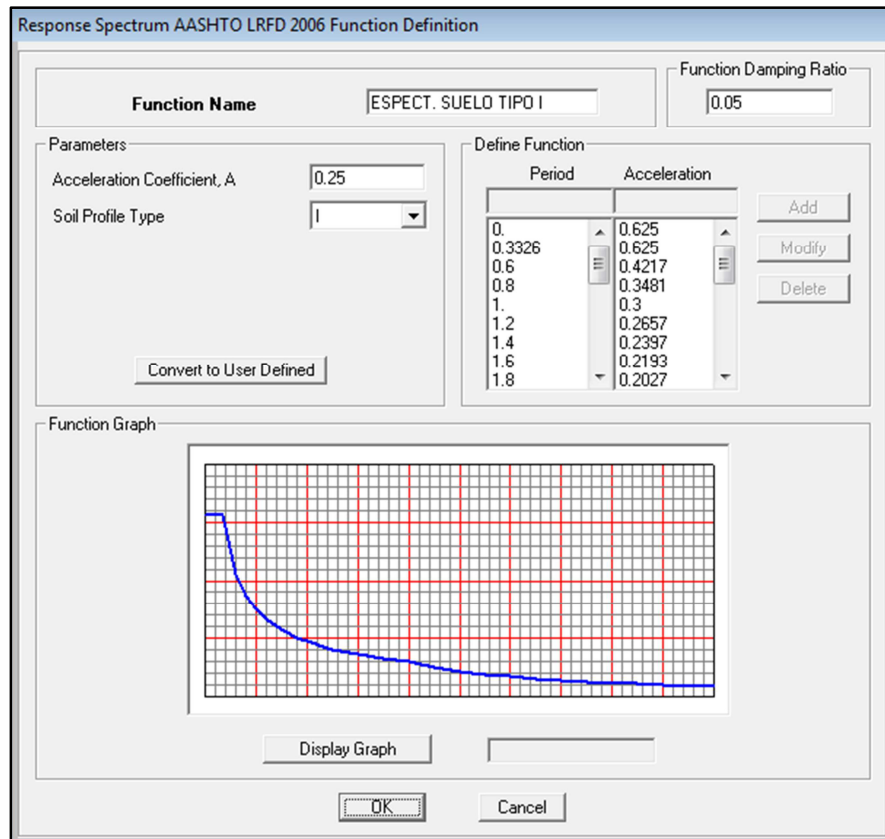 Response Spectrum AASHTO LRFD 2006 Function Definition
Function Name
ESPECT. SUELO TIPO I
Function Damping Ratio
0.05
Parameters
Acceleration Coefficient, A
0.25
Soil Profile Type
I
Convert to User Defined
Define Function
Period Acceleration
0. 0.625
0.3326 0.625
0.6 0.4217
0.8 0.3481
1. 0.3
1.2 0.2657
1.4 0.2397
1.6 0.2193
1.8 0.2027
Add
Modify
Delete
Function Graph
Display Graph
OK
Cancel